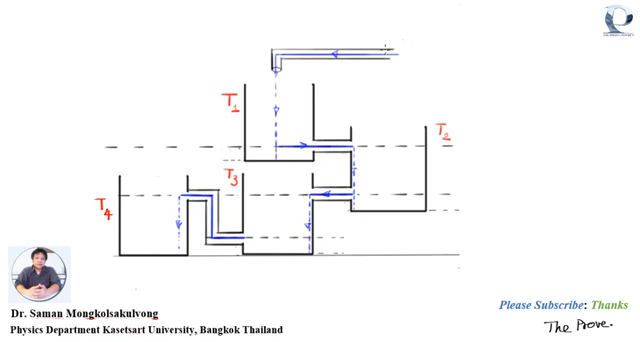 T1
T2
T3
T4
Dr. Saman Mongkolsakulvong
Physics Department Kasetsart University, Bangkok Thailand
Please Subscribe: Thanks
The Prove.